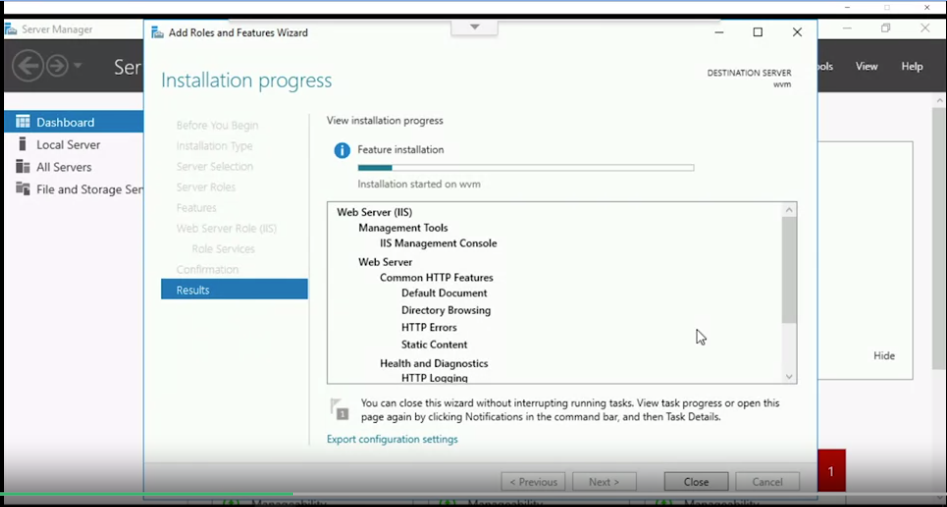 Server Manager
Add Roles and Features Wizard
Ser
ols
View
Help
Installation progress
DESTINATION SERVER
wvm
Dashboard
Local Server
All Servers
File and Storage Ser
Before You Begin
Installation Type
Server Selection
Server Roles
Features
Web Server Role (IIS)
Role Services
Confirmation
Results
View installation progress
Feature installation
Installation started on wvm
Web Server (IIS)
Management Tools
IIS Management Console
Web Server
Common HTTP Features
Default Document
Directory Browsing
HTTP Errors
Static Content
Health and Diagnostics
HTTP Logging
Hide
1
You can close this wizard without interrupting running tasks. View task progress or open this
page again by clicking Notifications in the command bar, and then Task Details.
Export configuration settings
< Previous
Next >
Close
Cancel
1
Manageability
Manageability
Manageability